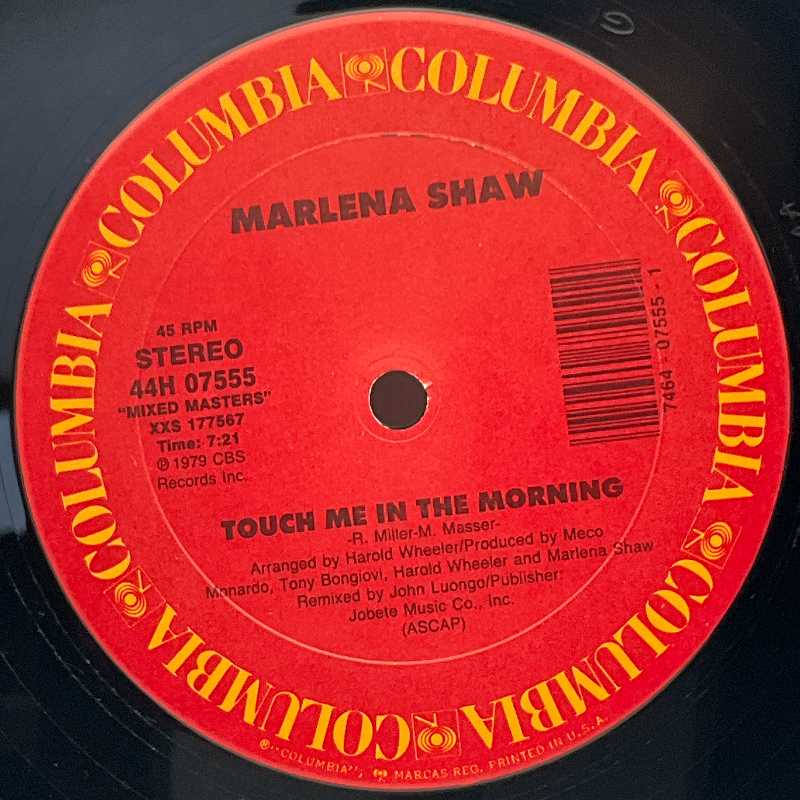 COLUMBIA COLUMBIA COLUMBIA COLUMBIA COLUMBIA COLUMBIA COLUMBIA
MARLENA SHAW
45 RPM
STEREO
44H 07555
"MIXED MASTERS"
XXS 177567
Time: 7:21
℗ 1979 CBS
Records Inc.
7464 - 07555 - 1
TOUCH ME IN THE MORNING
-R. Miller-M. Masser-
Arranged by Harold Wheeler/Produced by Meco
Monardo, Tony Bongiovi, Harold Wheeler and Marlena Shaw
Remixed by John Luongo/Publisher:
Jobete Music Co., Inc.
(ASCAP)
® "COLUMBIA", MARCAS REG. PRINTED IN U.S.A.